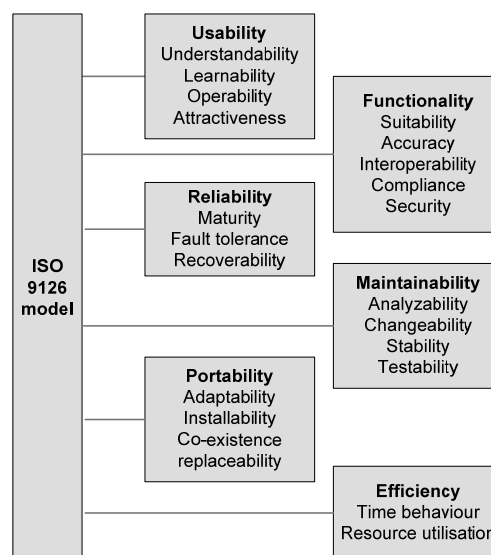 Usability
Understandability
Learnability
Operability
Attractiveness
Functionality
Suitability
Accuracy
Interoperability
Compliance
Security
Reliability
Maturity
Fault tolerance
Recoverability
ISO
9126
model
Maintainability
Analyzability
Changeability
Stability
Testability
Portability
Adaptability
Installability
Co-existence
replaceability
Efficiency
Time behaviour
Resource utilisation